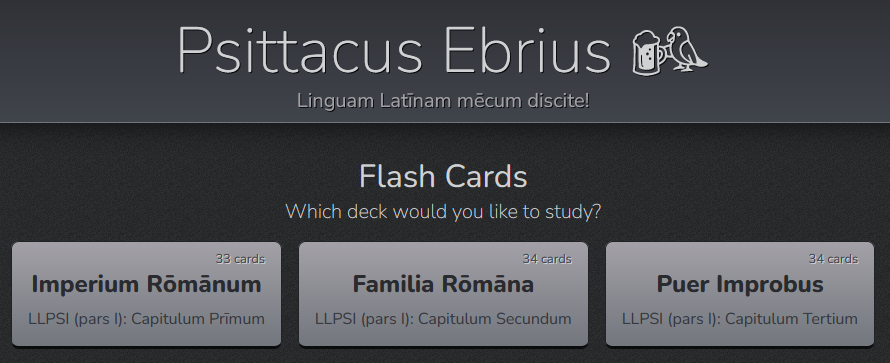 Psittacus Ebrius
Linguam Latīnam mēcum discite!
Flash Cards
Which deck would you like to study?
33 cards
Imperium Rōmānum
LLPSI (pars I): Capitulum Prīmum
34 cards
Familia Rōmāna
LLPSI (pars I): Capitulum Secundum
34 cards
Puer Improbus
LLPSI (pars I): Capitulum Tertium